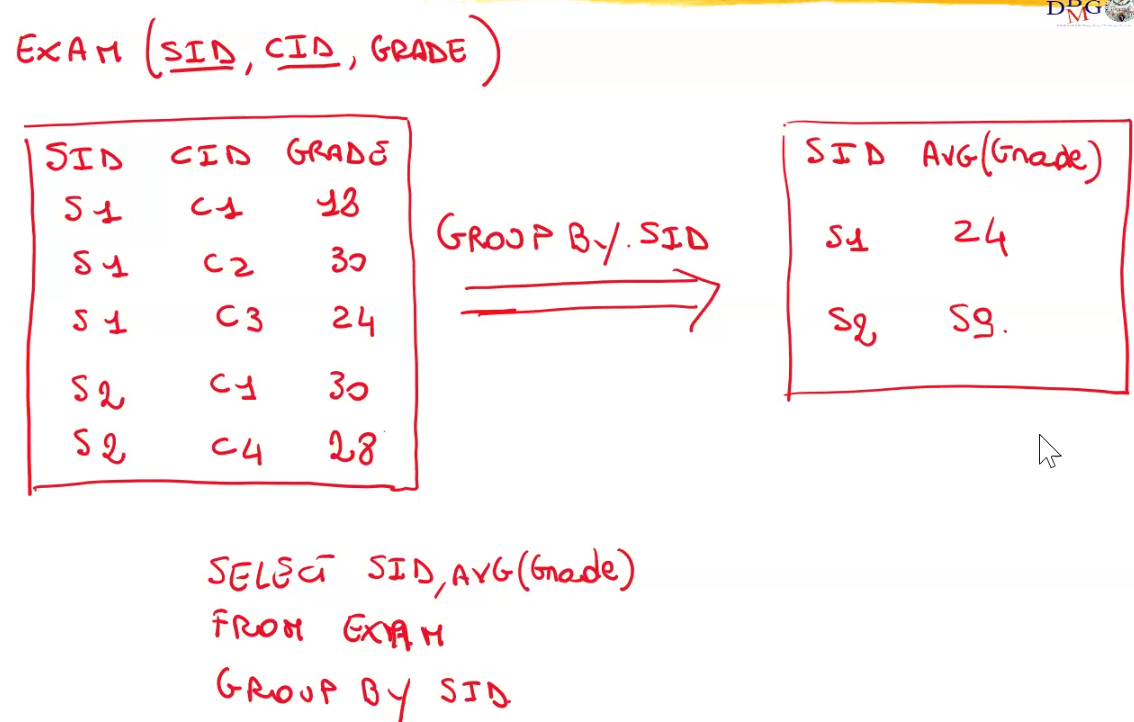 DBMG
EXAM (SID, CID, GRADE)
SID CID GRADE
S1 C1 18
S1 C2 30
S1 C3 24
S2 C1 30
S2 C4 28
GROUP BY SID
SID AVG(Grade)
S1 24
S2 S9.
SELECT SID, AVG(Grade)
FROM EXAM
GROUP BY SID